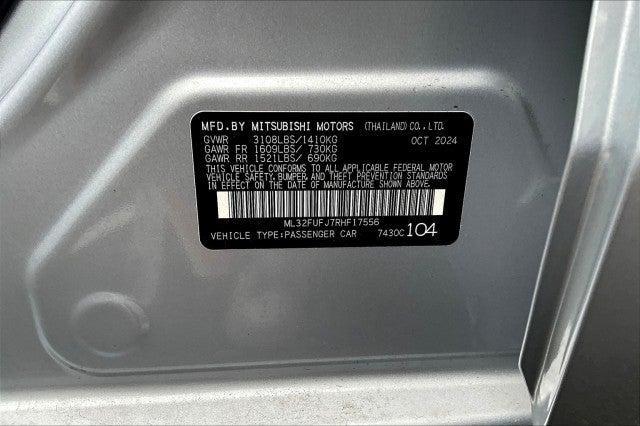 MFD.BY MITSUBISHI MOTORS (THAILAND)CO.,LTD.
GVWR 3108LBS/1410KG OCT 2024
GAWR FR 1609LBS/ 730KG
GAWR RR 1521LBS/ 690KG
THIS VEHICLE CONFORMS TO ALL APPLICABLE FEDERAL MOTOR
VEHICLE SAFETY,BUMPER,AND THEFT PREVENTION STANDARDS
IN EFFECT ON THE DATE OF MANUFACTURE SHOWN ABOVE.
ML32FUFJ7RHF17556
VEHICLE TYPE:PASSENGER CAR 7430C 104